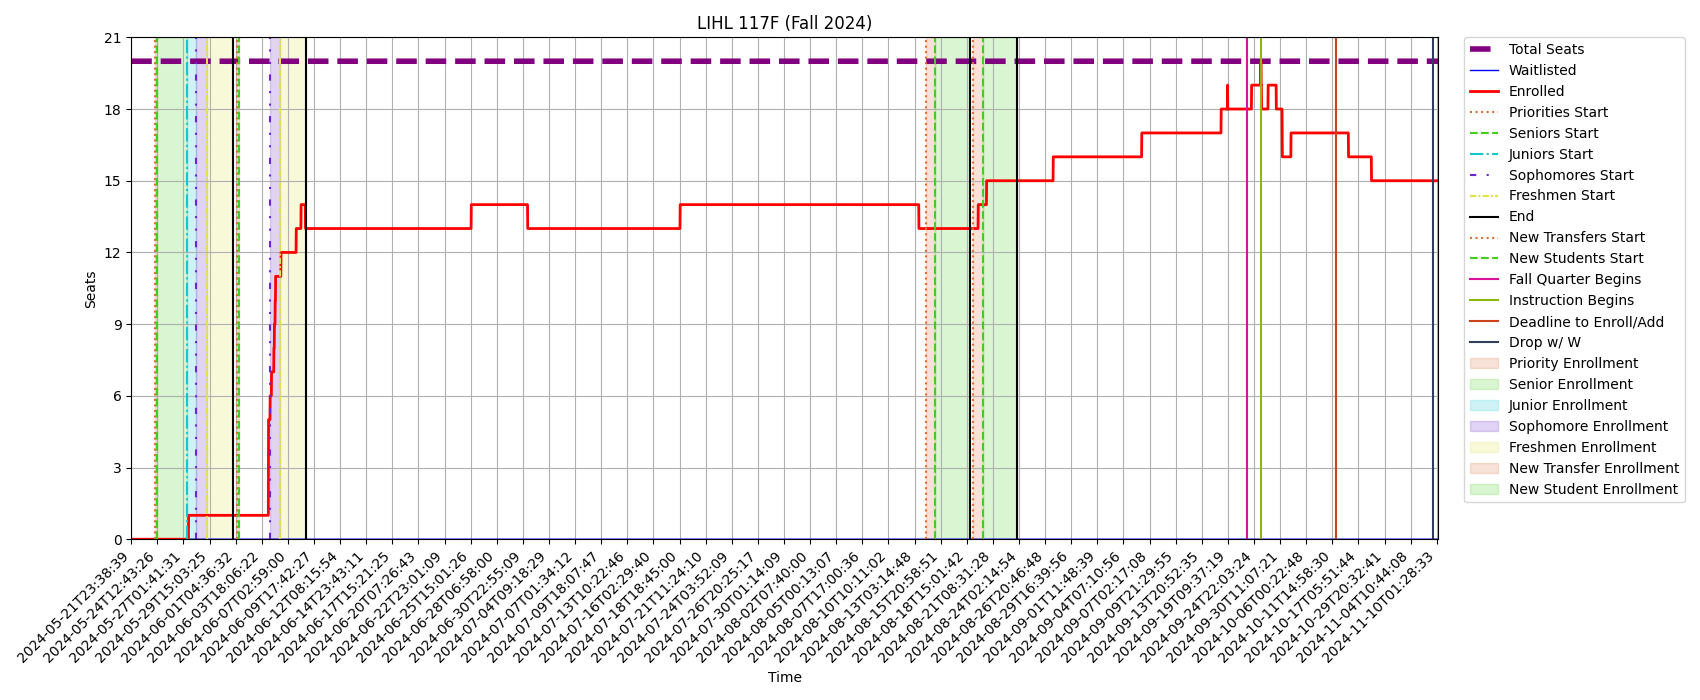 LIHL 117F (Fall 2024)
21
18
15
12
9
6
3
0
Seats
2024-05-21T23:38:39
2024-05-24T12:43:26
2024-05-27T01:41:31
2024-05-29T15:03:25
2024-06-01T04:36:32
2024-06-03T18:06:22
2024-06-07T02:59:00
2024-06-09T17:42:27
2024-06-12T08:15:54
2024-06-14T23:43:11
2024-06-17T15:21:25
2024-06-20T07:26:43
2024-06-22T23:01:09
2024-06-25T15:01:26
2024-06-28T06:58:00
2024-06-30T22:55:09
2024-07-04T09:18:29
2024-07-07T01:34:12
2024-07-09T18:07:47
2024-07-13T10:22:46
2024-07-16T02:29:40
2024-07-18T18:45:00
2024-07-21T11:24:10
2024-07-24T03:52:09
2024-07-26T20:25:17
2024-07-30T01:14:09
2024-08-02T07:40:00
2024-08-05T00:13:07
2024-08-07T17:00:36
2024-08-10T10:11:02
2024-08-13T03:14:48
2024-08-15T20:58:51
2024-08-18T15:01:42
2024-08-21T08:31:28
2024-08-24T02:14:54
2024-08-26T20:46:48
2024-08-29T16:39:56
2024-09-01T11:48:39
2024-09-04T07:10:56
2024-09-07T02:17:08
2024-09-09T21:29:55
2024-09-13T20:52:35
2024-09-19T09:37:19
2024-09-24T22:03:24
2024-09-30T11:07:21
2024-10-06T00:22:48
2024-10-11T14:58:30
2024-10-17T05:51:44
2024-10-29T20:32:41
2024-11-04T10:44:08
2024-11-10T01:28:33
Time
Total Seats
Waitlisted
Enrolled
Priorities Start
Seniors Start
Juniors Start
Sophomores Start
Freshmen Start
End
New Transfers Start
New Students Start
Fall Quarter Begins
Instruction Begins
Deadline to Enroll/Add
Drop w/ W
Priority Enrollment
Senior Enrollment
Junior Enrollment
Sophomore Enrollment
Freshmen Enrollment
New Transfer Enrollment
New Student Enrollment